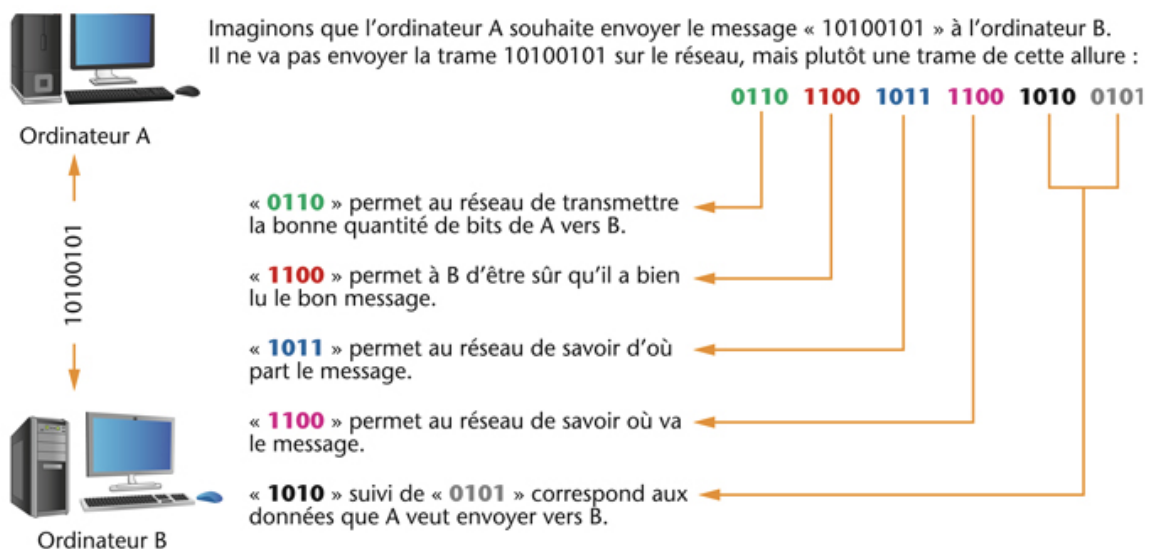 Imaginons que l’ordinateur A souhaite envoyer le message « 10100101 » à l’ordinateur B.
Il ne va pas envoyer la trame 10100101 sur le réseau, mais plutôt une trame de cette allure :
0110 1100 1011 1100 1010 0101
Ordinateur A
10100101
« 0110 » permet au réseau de transmettre
la bonne quantité de bits de A vers B.
« 1100 » permet à B d’être sûr qu’il a bien
lu le bon message.
« 1011 » permet au réseau de savoir d’où
part le message.
« 1100 » permet au réseau de savoir où va
le message.
« 1010 » suivi de « 0101 » correspond aux
données que A veut envoyer vers B.
Ordinateur B